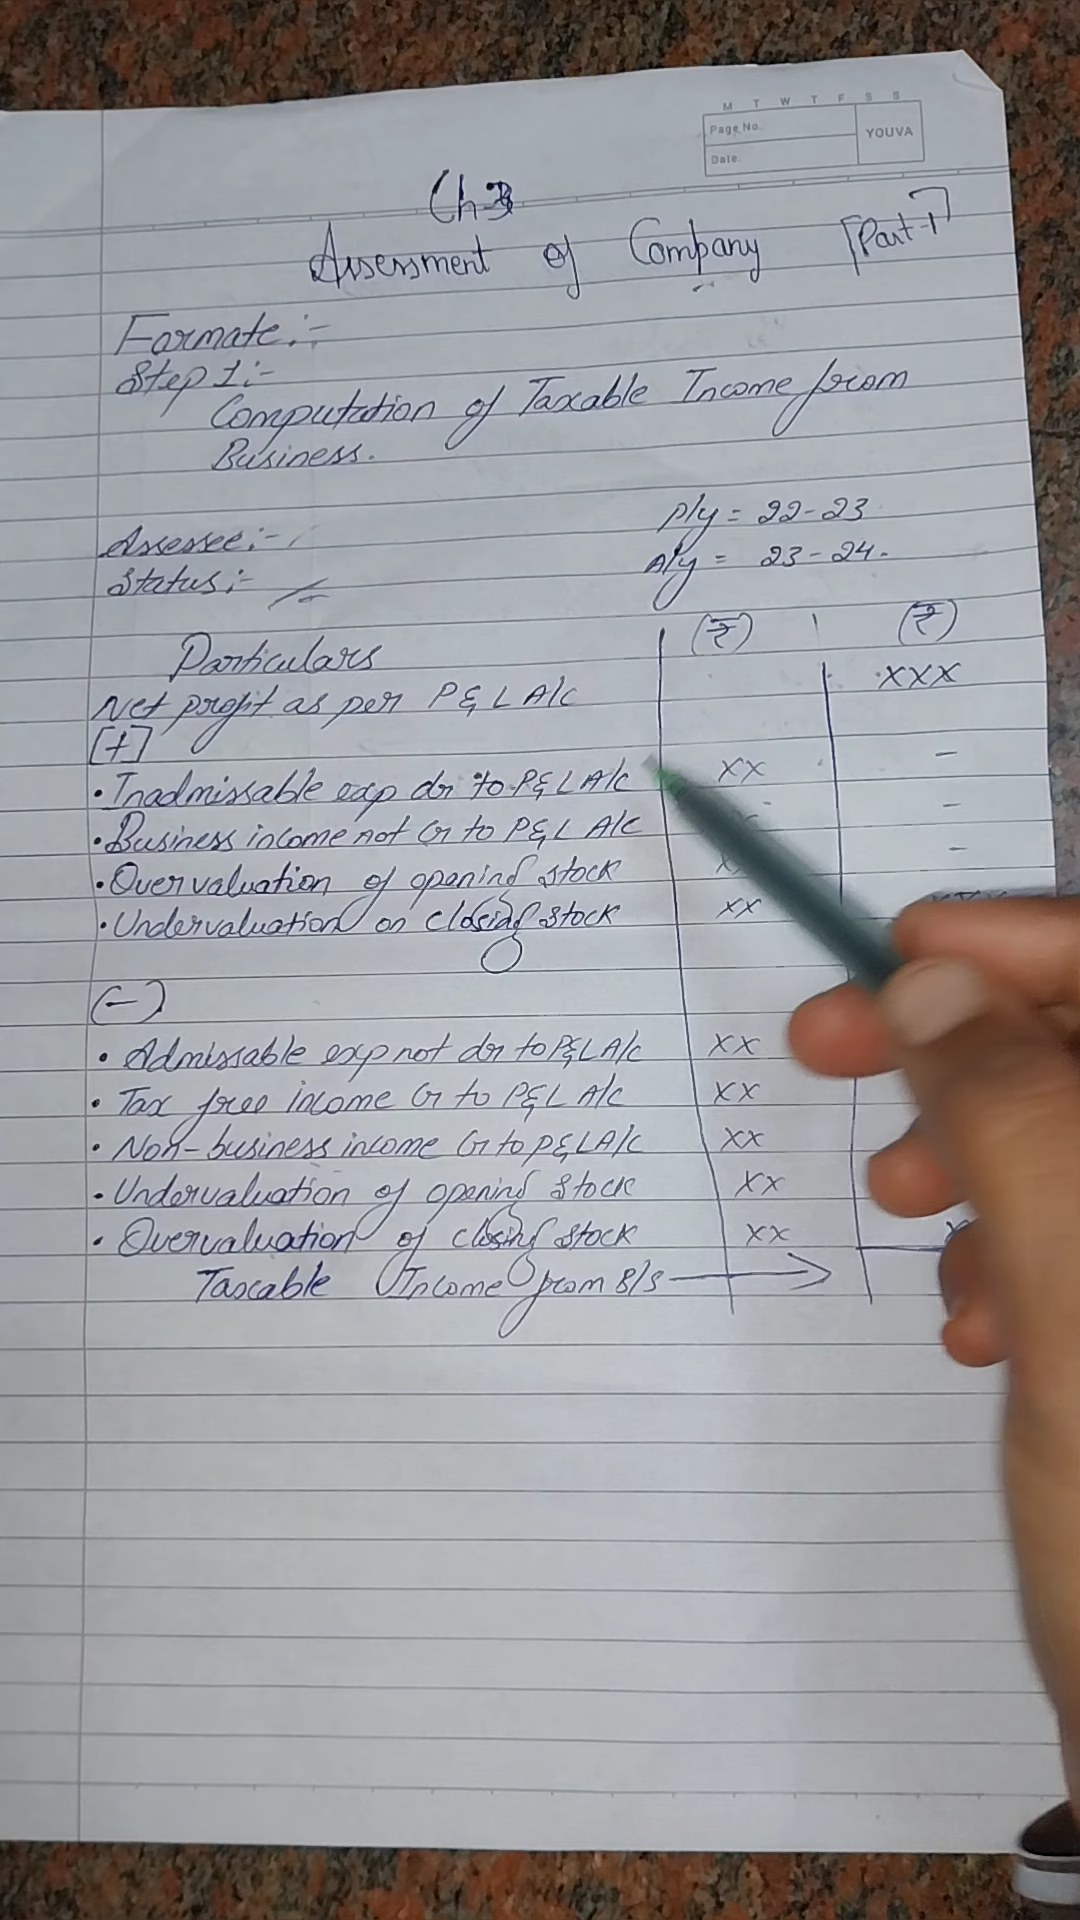 M T W T F S S
Page No.
YOUVA
Date
Ch-3
Assessment of Company [Part-1]
Formate:-
Step 1:-
Computation of Taxable Income from
Business.
P/y = 22-23
Assessee:-
A/y = 23-24.
Status:-
Particulars (₹) (₹)
Net profit as per P & L A/c xxx
[+]
• Inadmissable exp dr to P & L A/c xx -
• Business income not Cr to P & L A/c -
• Overvaluation of opening stock -
• Undervaluation on closing stock xx
(-)
• Admissable exp not dr to P & L A/c xx
• Tax free income Cr to P & L A/c xx
• Non-business income Cr to P & L A/c xx
• Undervaluation of opening stock xx
• Overvaluation of closing stock xx
Taxable Income from B/s